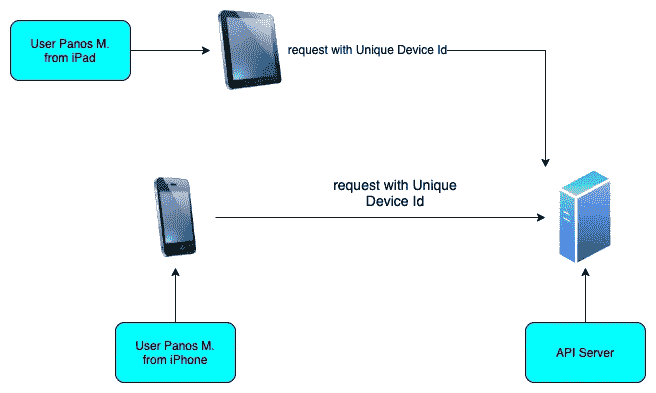 User Panos M.
from iPad
request with Unique Device Id
request with Unique
Device Id
User Panos M.
from iPhone
API Server